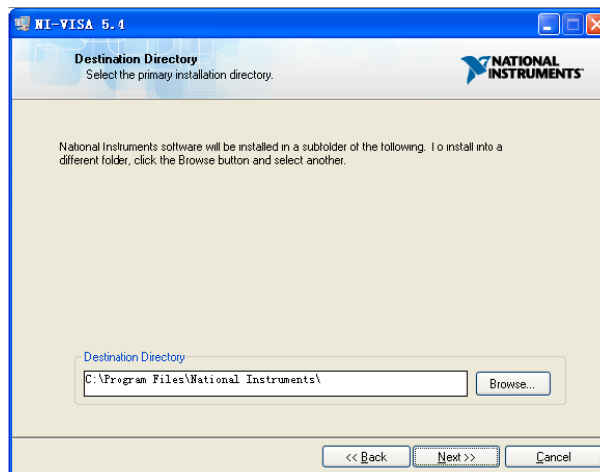 NI-VISA 5.4
Destination Directory
Select the primary installation directory.
NATIONAL
INSTRUMENTS
National Instruments software will be installed in a subfolder of the following. To install into a
different folder, click the Browse button and select another.
Destination Directory
C:\Program Files\National Instruments\
Browse...
<< Back
Next >>
Cancel